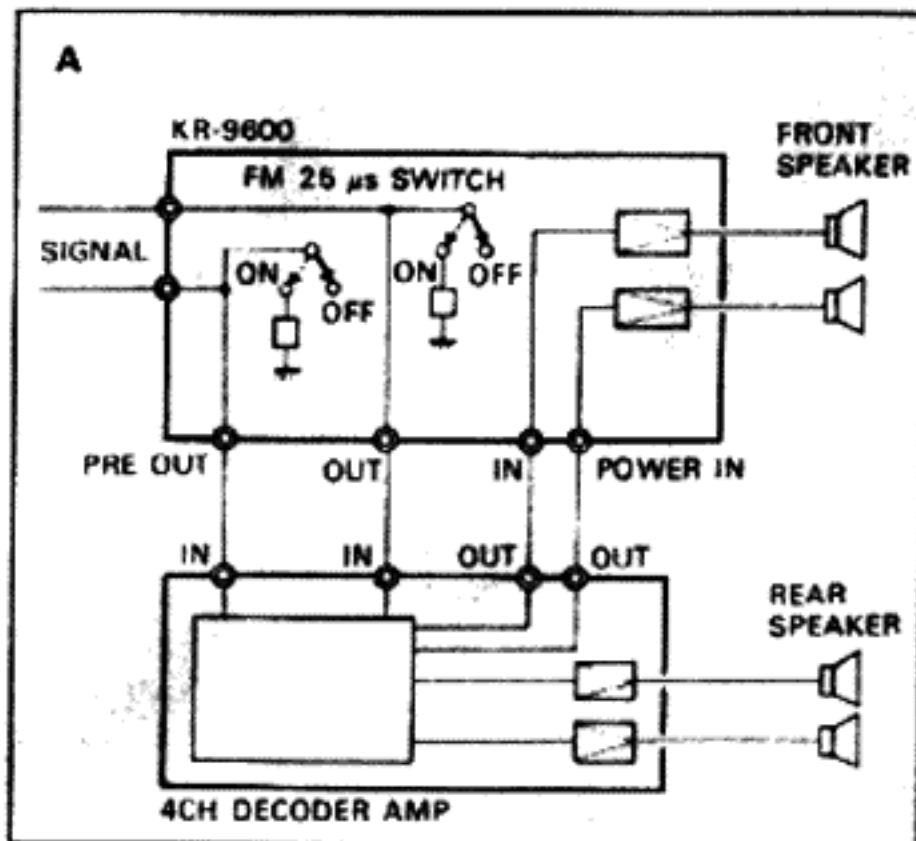 A
KR-9600
FM 25 µs SWITCH
FRONT
SPEAKER
SIGNAL
ON
OFF
ON
OFF
PRE OUT
OUT
IN
POWER IN
IN
IN
OUT
OUT
REAR
SPEAKER
4CH DECODER AMP